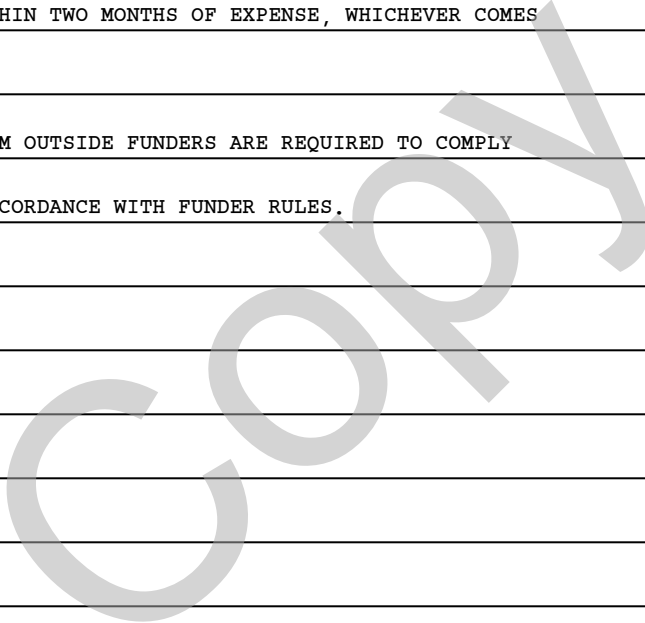 HIN TWO MONTHS OF EXPENSE, WHICHEVER COMES
M OUTSIDE FUNDERS ARE REQUIRED TO COMPLY
CORDANCE WITH FUNDER RULES.
Copy